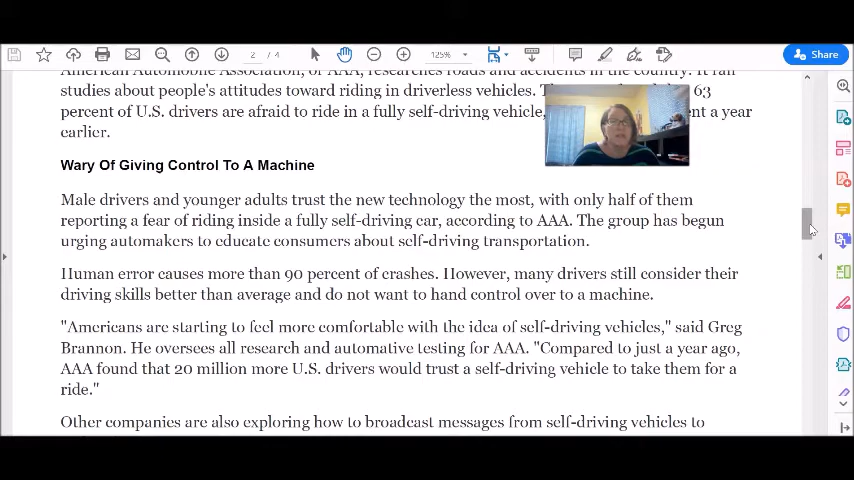 2 / 4
125%
Share
American Automobile Association, or AAA, researches roads and accidents in the country. It ran
studies about people's attitudes toward riding in driverless vehicles. 63
percent of U.S. drivers are afraid to ride in a fully self-driving vehicle, a year
earlier.
Wary Of Giving Control To A Machine
Male drivers and younger adults trust the new technology the most, with only half of them
reporting a fear of riding inside a fully self-driving car, according to AAA. The group has begun
urging automakers to educate consumers about self-driving transportation.
Human error causes more than 90 percent of crashes. However, many drivers still consider their
driving skills better than average and do not want to hand control over to a machine.
"Americans are starting to feel more comfortable with the idea of self-driving vehicles," said Greg
Brannon. He oversees all research and automotive testing for AAA. "Compared to just a year ago,
AAA found that 20 million more U.S. drivers would trust a self-driving vehicle to take them for a
ride."
Other companies are also exploring how to broadcast messages from self-driving vehicles to